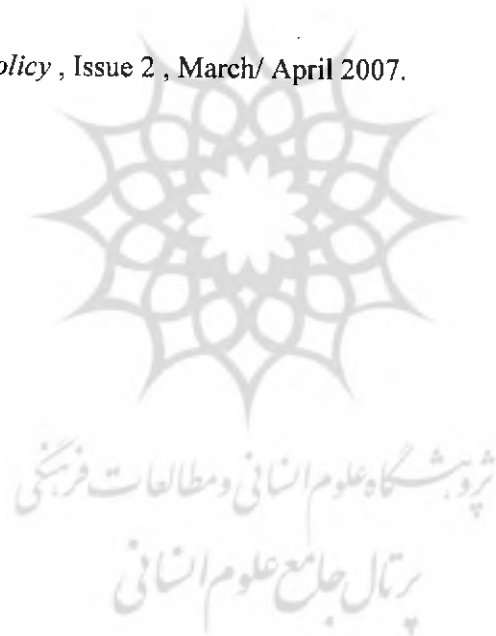 olicy , Issue 2 , March/ April 2007.
پژوهشگاه علوم انسانی و مطالعات فرهنگی
پرتال جامع علوم انسانی